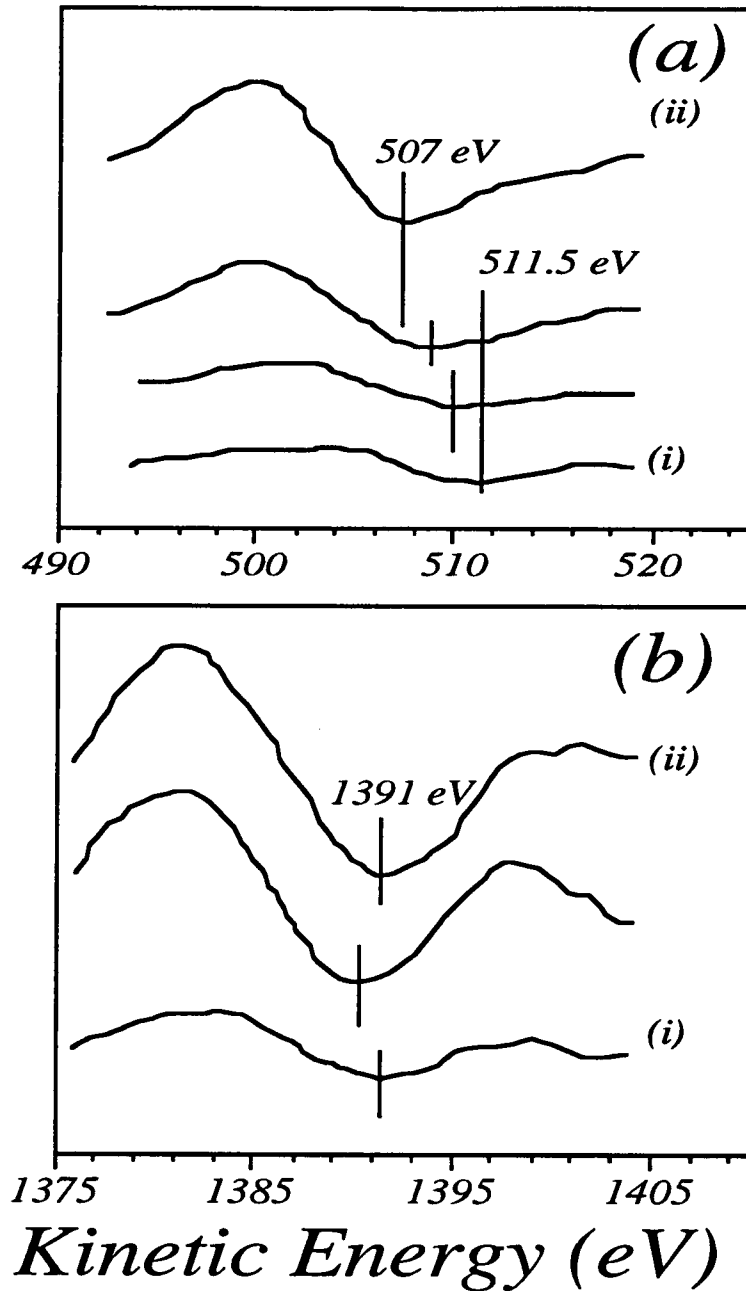 (a)
(ii)
507 eV
511.5 eV
(i)
490 500 510 520
(b)
(ii)
1391 eV
(i)
1375 1385 1395 1405
Kinetic Energy (eV)